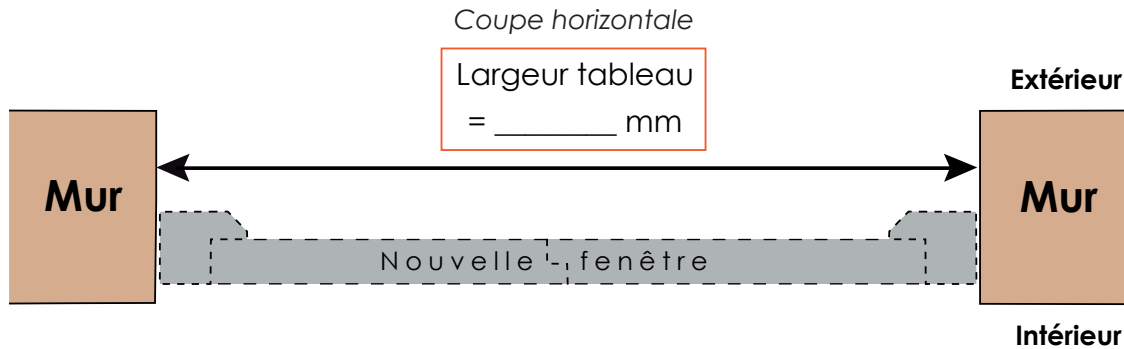 Coupe horizontale
Largeur tableau
= ________ mm
Extérieur
Mur
Mur
Nouvelle - fenêtre
Intérieur